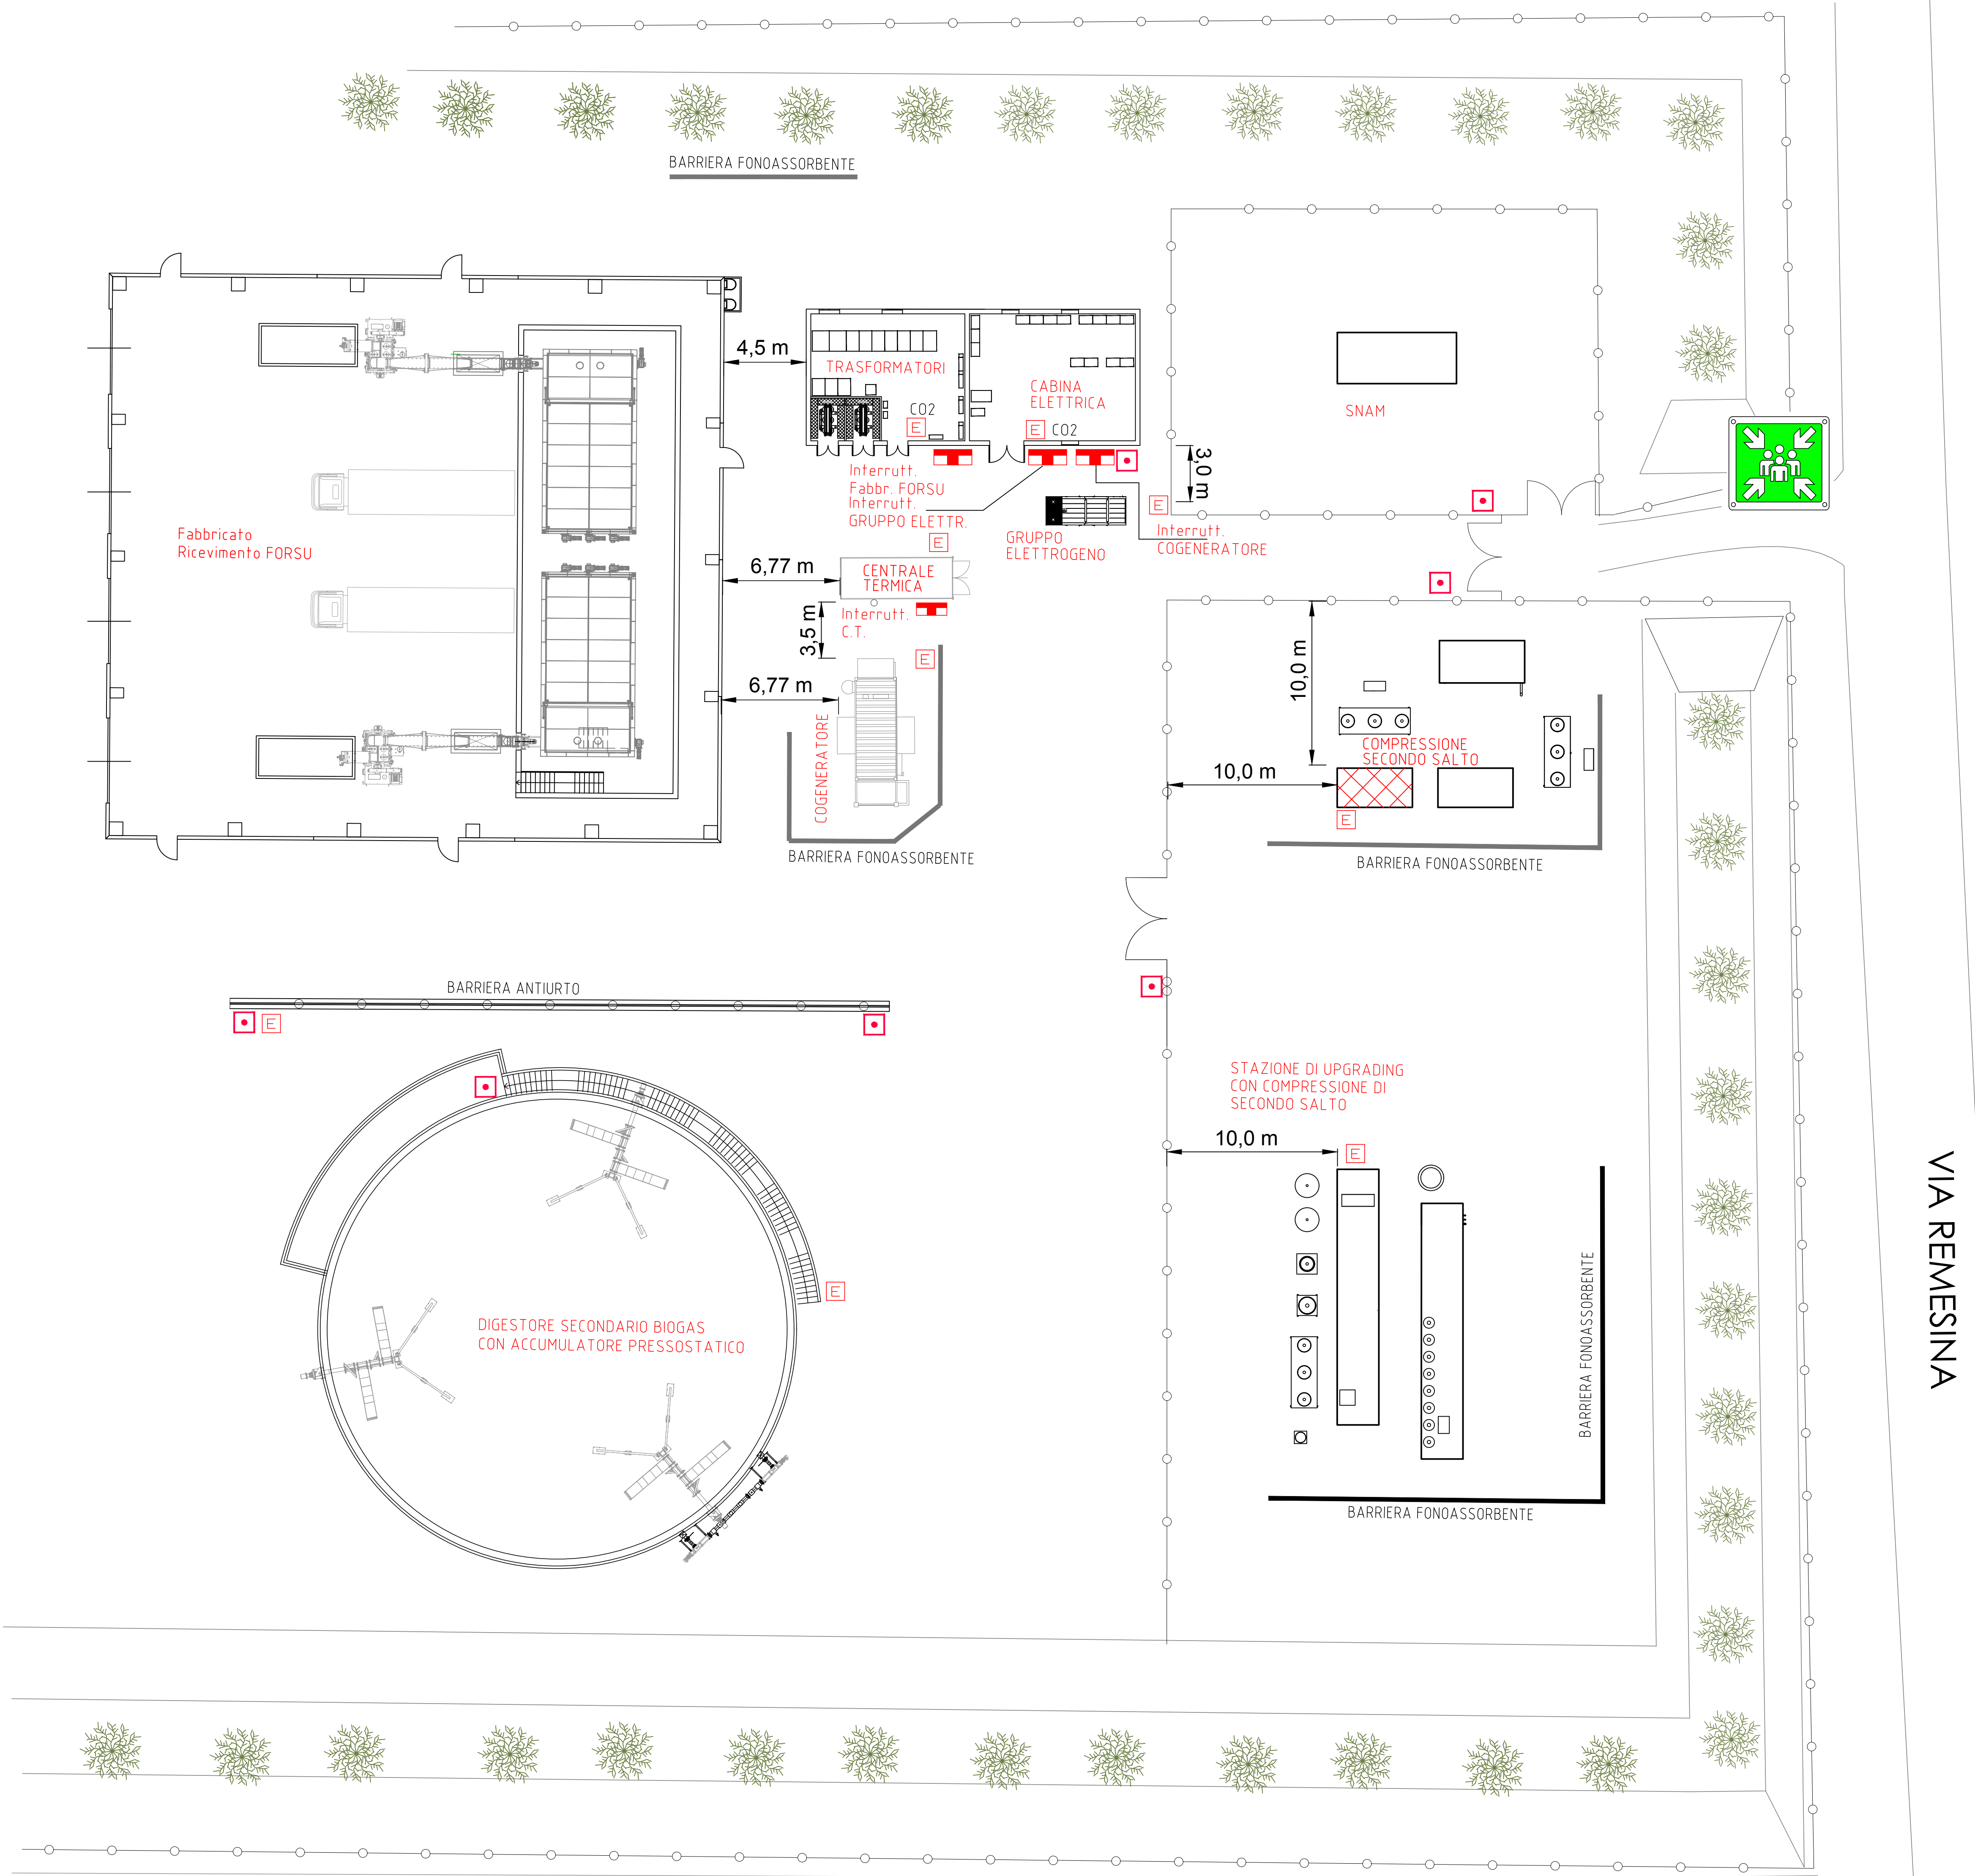 BARRIERA FONOASSORBENTE
4,5 m
TRASFORMATORI
CO2
E
CABINA
ELETTRICA
E
CO2
SNAM
3,0 m
Interrutt.
Fabbr. FORSU
Interrutt.
GRUPPO ELETTR.
E
GRUPPO
ELETTROGENO
E
Interrutt.
COGENERATORE
Fabbricato
Ricevimento FORSU
6,77 m
CENTRALE
TERMICA
Interrutt.
C.T.
3,5 m
E
6,77 m
COGENERATORE
BARRIERA FONOASSORBENTE
10,0 m
COMPRESSIONE
SECONDO SALTO
10,0 m
E
BARRIERA FONOASSORBENTE
BARRIERA ANTIURTO
E
STAZIONE DI UPGRADING
CON COMPRESSIONE DI
SECONDO SALTO
10,0 m
E
E
DIGESTORE SECONDARIO BIOGAS
CON ACCUMULATORE PRESSOSTATICO
BARRIERA FONOASSORBENTE
BARRIERA FONOASSORBENTE
VIA REMESINA